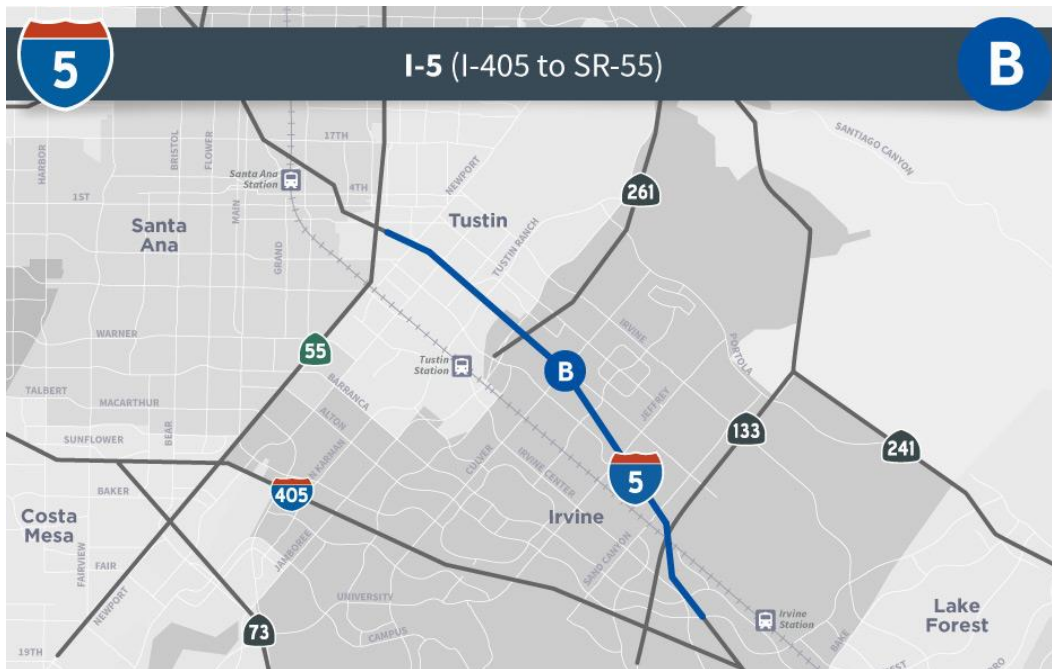 5
I-5 (I-405 to SR-55)
B
SANTIAGO CANYON
HARBOR
BRISTOL
FLOWER
17TH
Santa Ana
Station
4TH
NEWPORT
261
1ST
MAIN
Santa
Ana
Tustin
GRAND
TUSTIN RANCH
WARNER
55
IRVINE
PORTOLA
Tustin
Station
B
TALBERT
BARRANCA
MACARTHUR
ALTON
JEFFREY
SUNFLOWER
BEAR
133
241
CULVER
IRVINE CENTER
5
BAKER
405
Costa
Mesa
Irvine
SAND CANYON
FAIRVIEW
FAIR
JAMBOREE
NEWPORT
UNIVERSITY
Irvine
Station
Lake
Forest
73
CAMPUS
BAKE
19TH